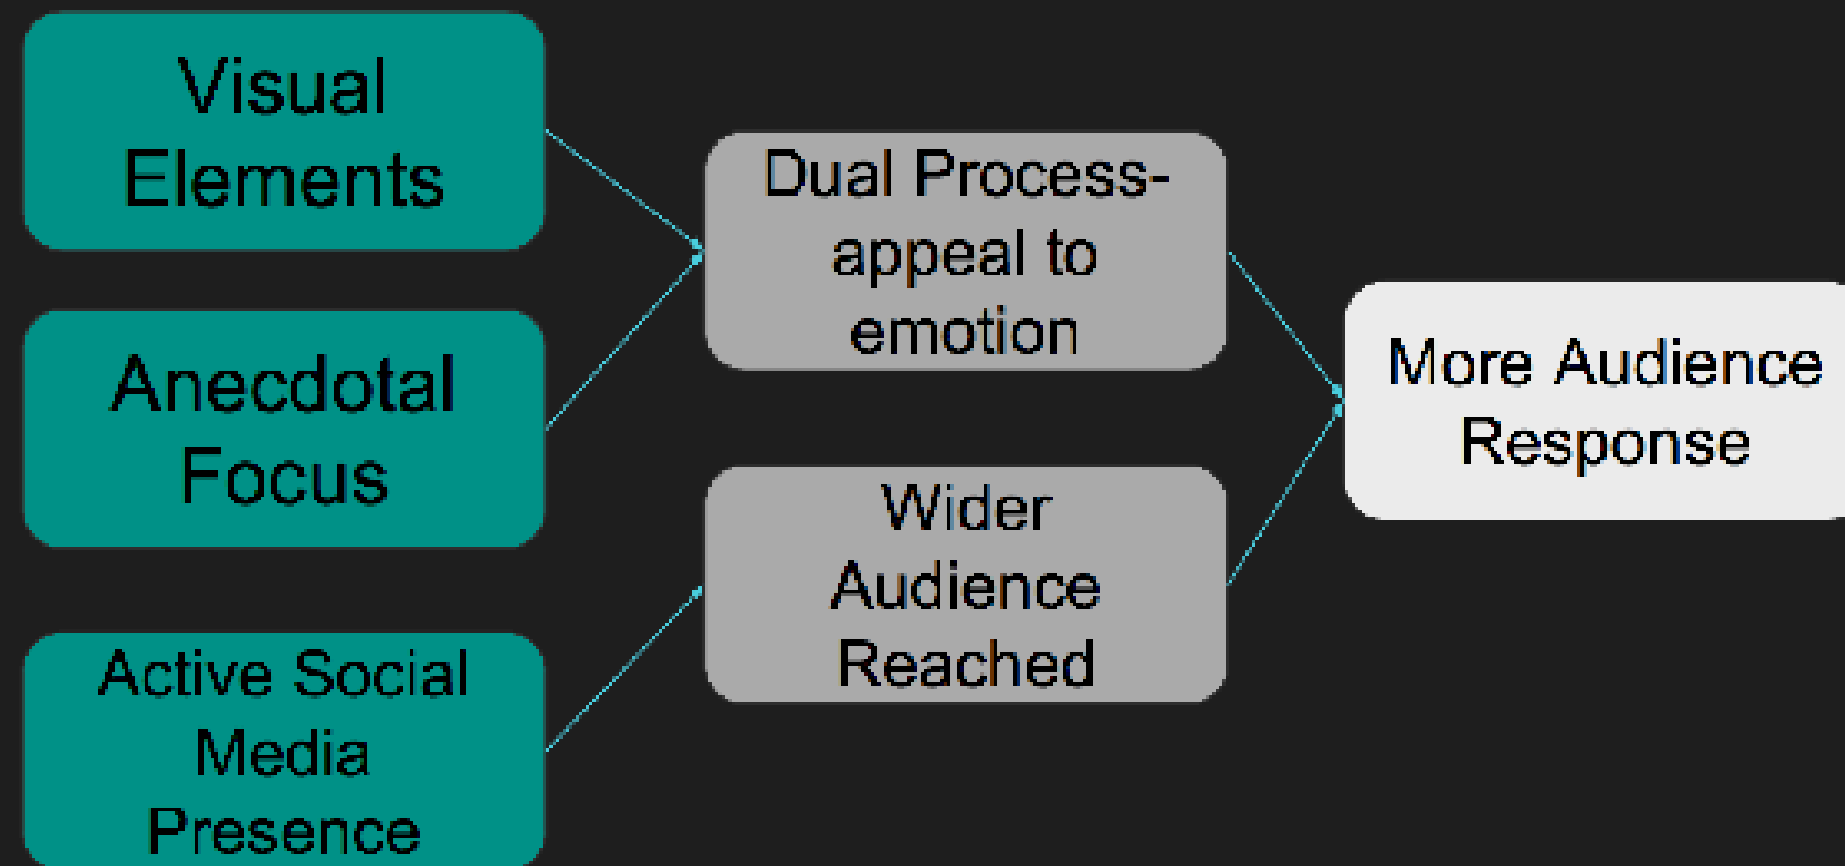 Visual
Elements
Anecdotal
Focus
Active Social
Media
Presence
Dual Process-
appeal to
emotion
Wider
Audience
Reached
More Audience
Response